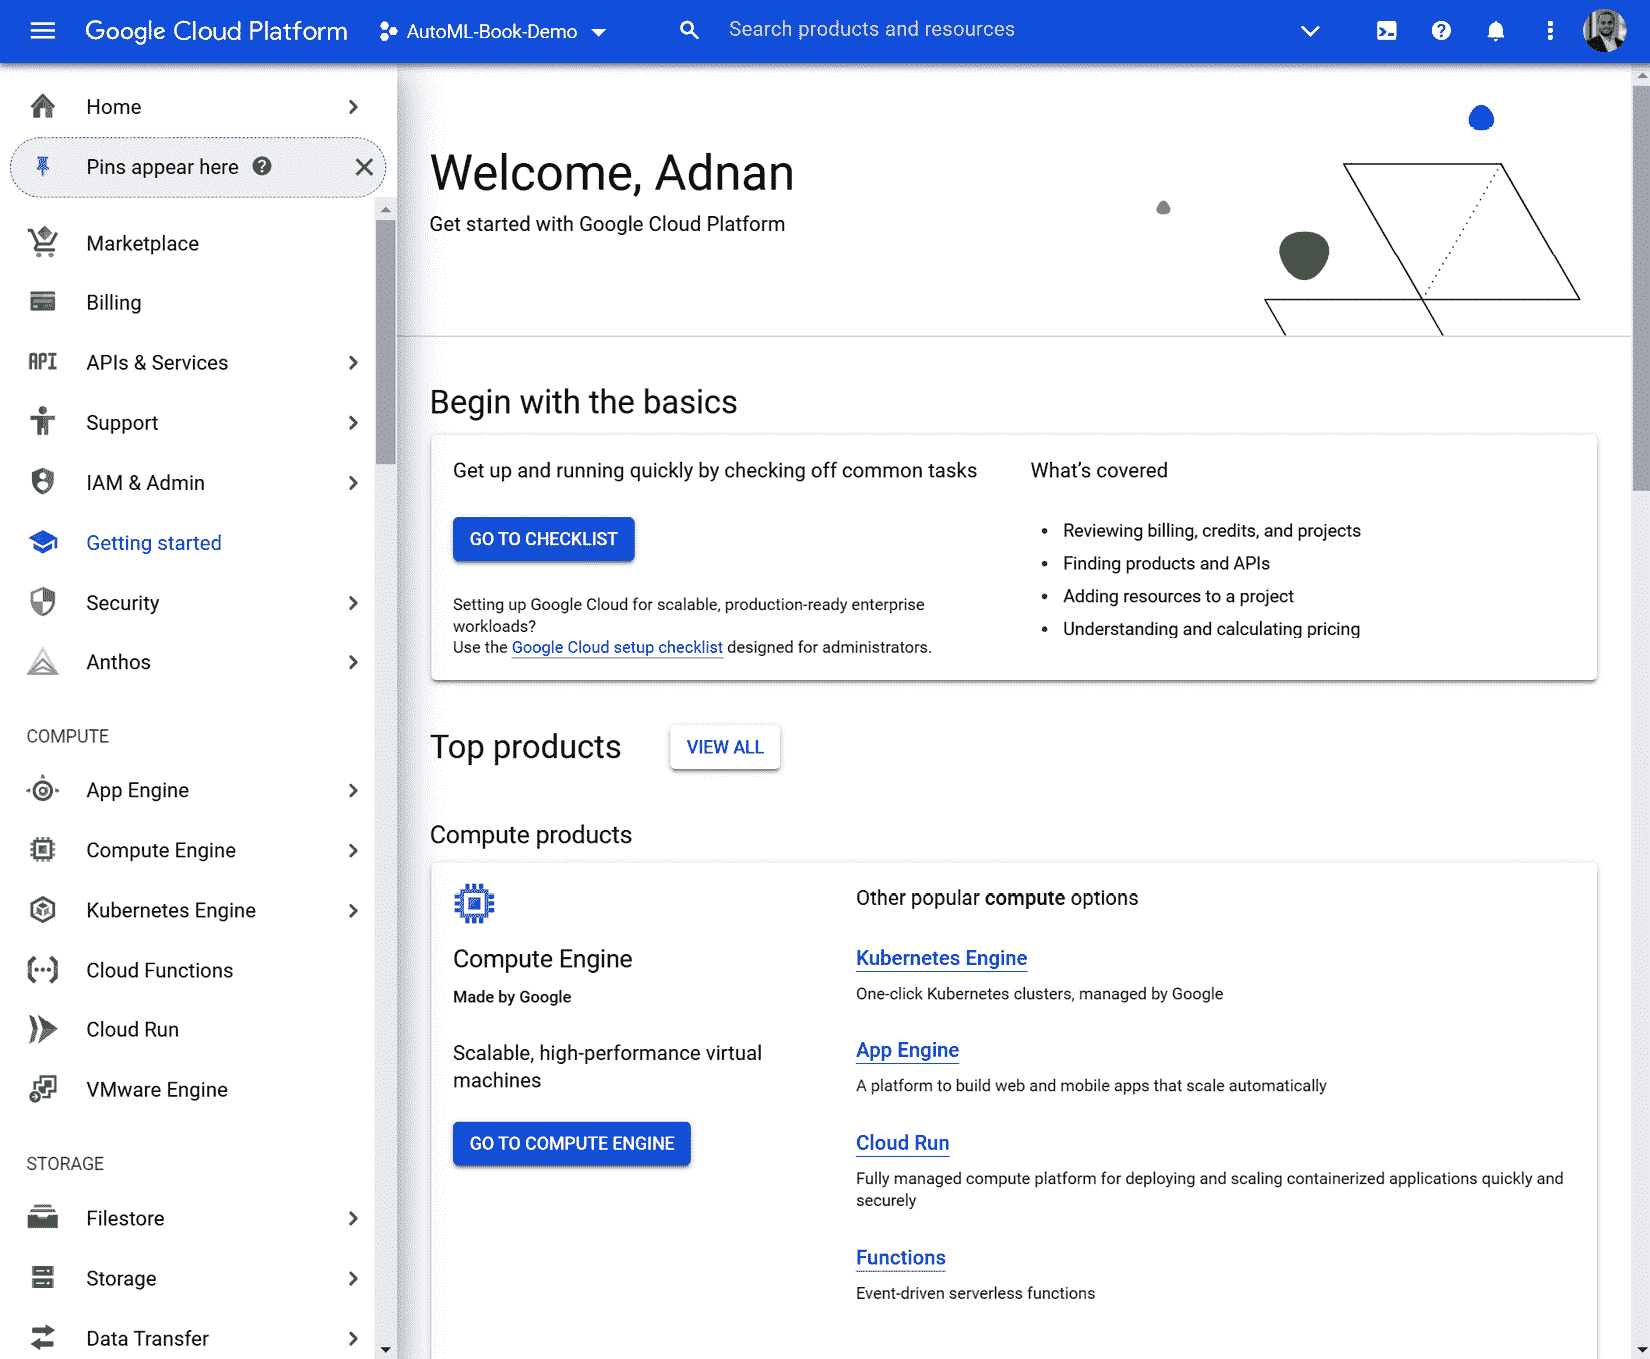 Google Cloud Platform
AutoML-Book-Demo
Search products and resources
Home
Pins appear here
Marketplace
Billing
API
APIs & Services
Support
IAM & Admin
Getting started
Security
Anthos
COMPUTE
App Engine
Compute Engine
Kubernetes Engine
Cloud Functions
Cloud Run
VMware Engine
STORAGE
Filestore
Storage
Data Transfer
Welcome, Adnan
Get started with Google Cloud Platform
Begin with the basics
Get up and running quickly by checking off common tasks
GO TO CHECKLIST
Setting up Google Cloud for scalable, production-ready enterprise
workloads?
Use the Google Cloud setup checklist designed for administrators.
What’s covered
• Reviewing billing, credits, and projects
• Finding products and APIs
• Adding resources to a project
• Understanding and calculating pricing
Top products
VIEW ALL
Compute products
Compute Engine
Made by Google
Scalable, high-performance virtual
machines
GO TO COMPUTE ENGINE
Other popular compute options
Kubernetes Engine
One-click Kubernetes clusters, managed by Google
App Engine
A platform to build web and mobile apps that scale automatically
Cloud Run
Fully managed compute platform for deploying and scaling containerized applications quickly and
securely
Functions
Event-driven serverless functions